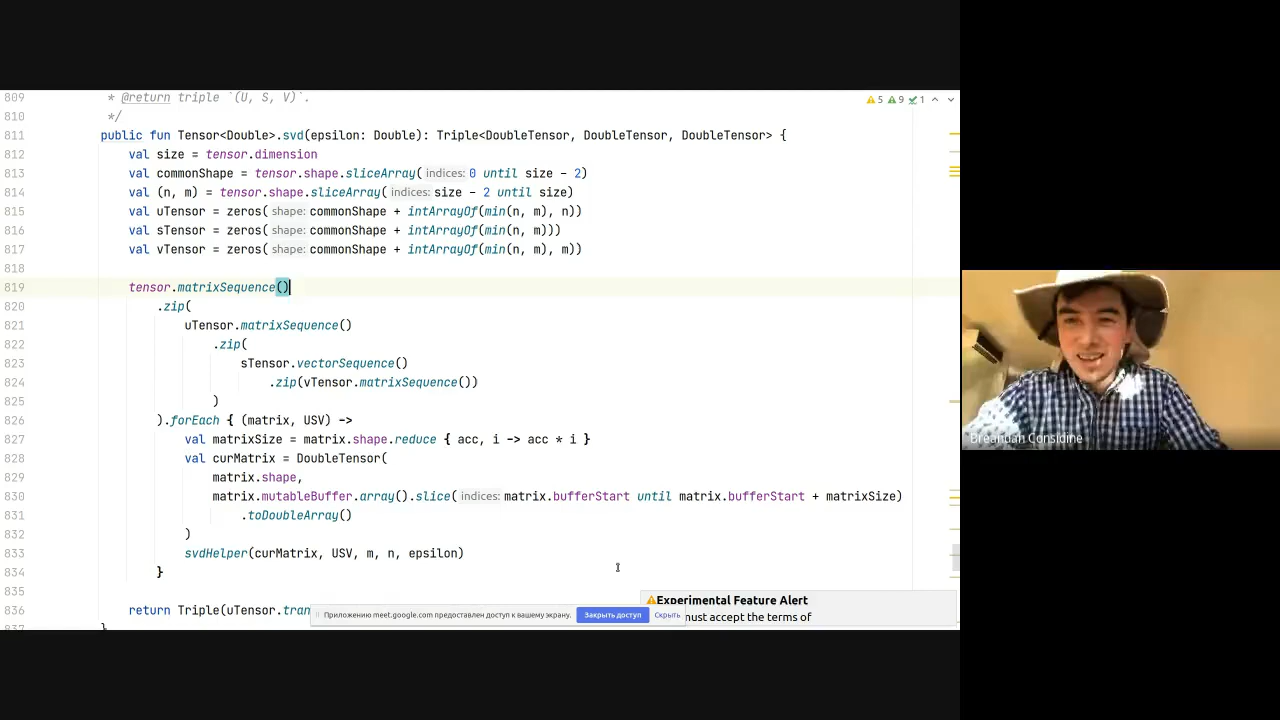 809 * @return triple `(U, S, V)`.
810 */
811 public fun Tensor<Double>.svd(epsilon: Double): Triple<DoubleTensor, DoubleTensor, DoubleTensor> {
812 val size = tensor.dimension
813 val commonShape = tensor.shape.sliceArray( indices: 0 until size - 2)
814 val (n, m) = tensor.shape.sliceArray( indices: size - 2 until size)
815 val uTensor = zeros( shape: commonShape + intArrayOf(min(n, m), n))
816 val sTensor = zeros( shape: commonShape + intArrayOf(min(n, m)))
817 val vTensor = zeros( shape: commonShape + intArrayOf(min(n, m), m))
818
819 tensor.matrixSequence()
820 .zip(
821 uTensor.matrixSequence()
822 .zip(
823 sTensor.vectorSequence()
824 .zip(vTensor.matrixSequence())
825 )
826 ).forEach { (matrix, USV) ->
827 val matrixSize = matrix.shape.reduce { acc, i -> acc * i }
828 val curMatrix = DoubleTensor(
829 matrix.shape,
830 matrix.mutableBuffer.array().slice( indices: matrix.bufferStart until matrix.bufferStart + matrixSize)
831 .toDoubleArray()
832 )
833 svdHelper(curMatrix, USV, m, n, epsilon)
834 }
835
836 return Triple(uTensor.tran
837 }
5 9 1
Experimental Feature Alert
must accept the terms of
Приложению meet.google.com предоставлен доступ к вашему экрану. Закрыть доступ Скрыть
Considine